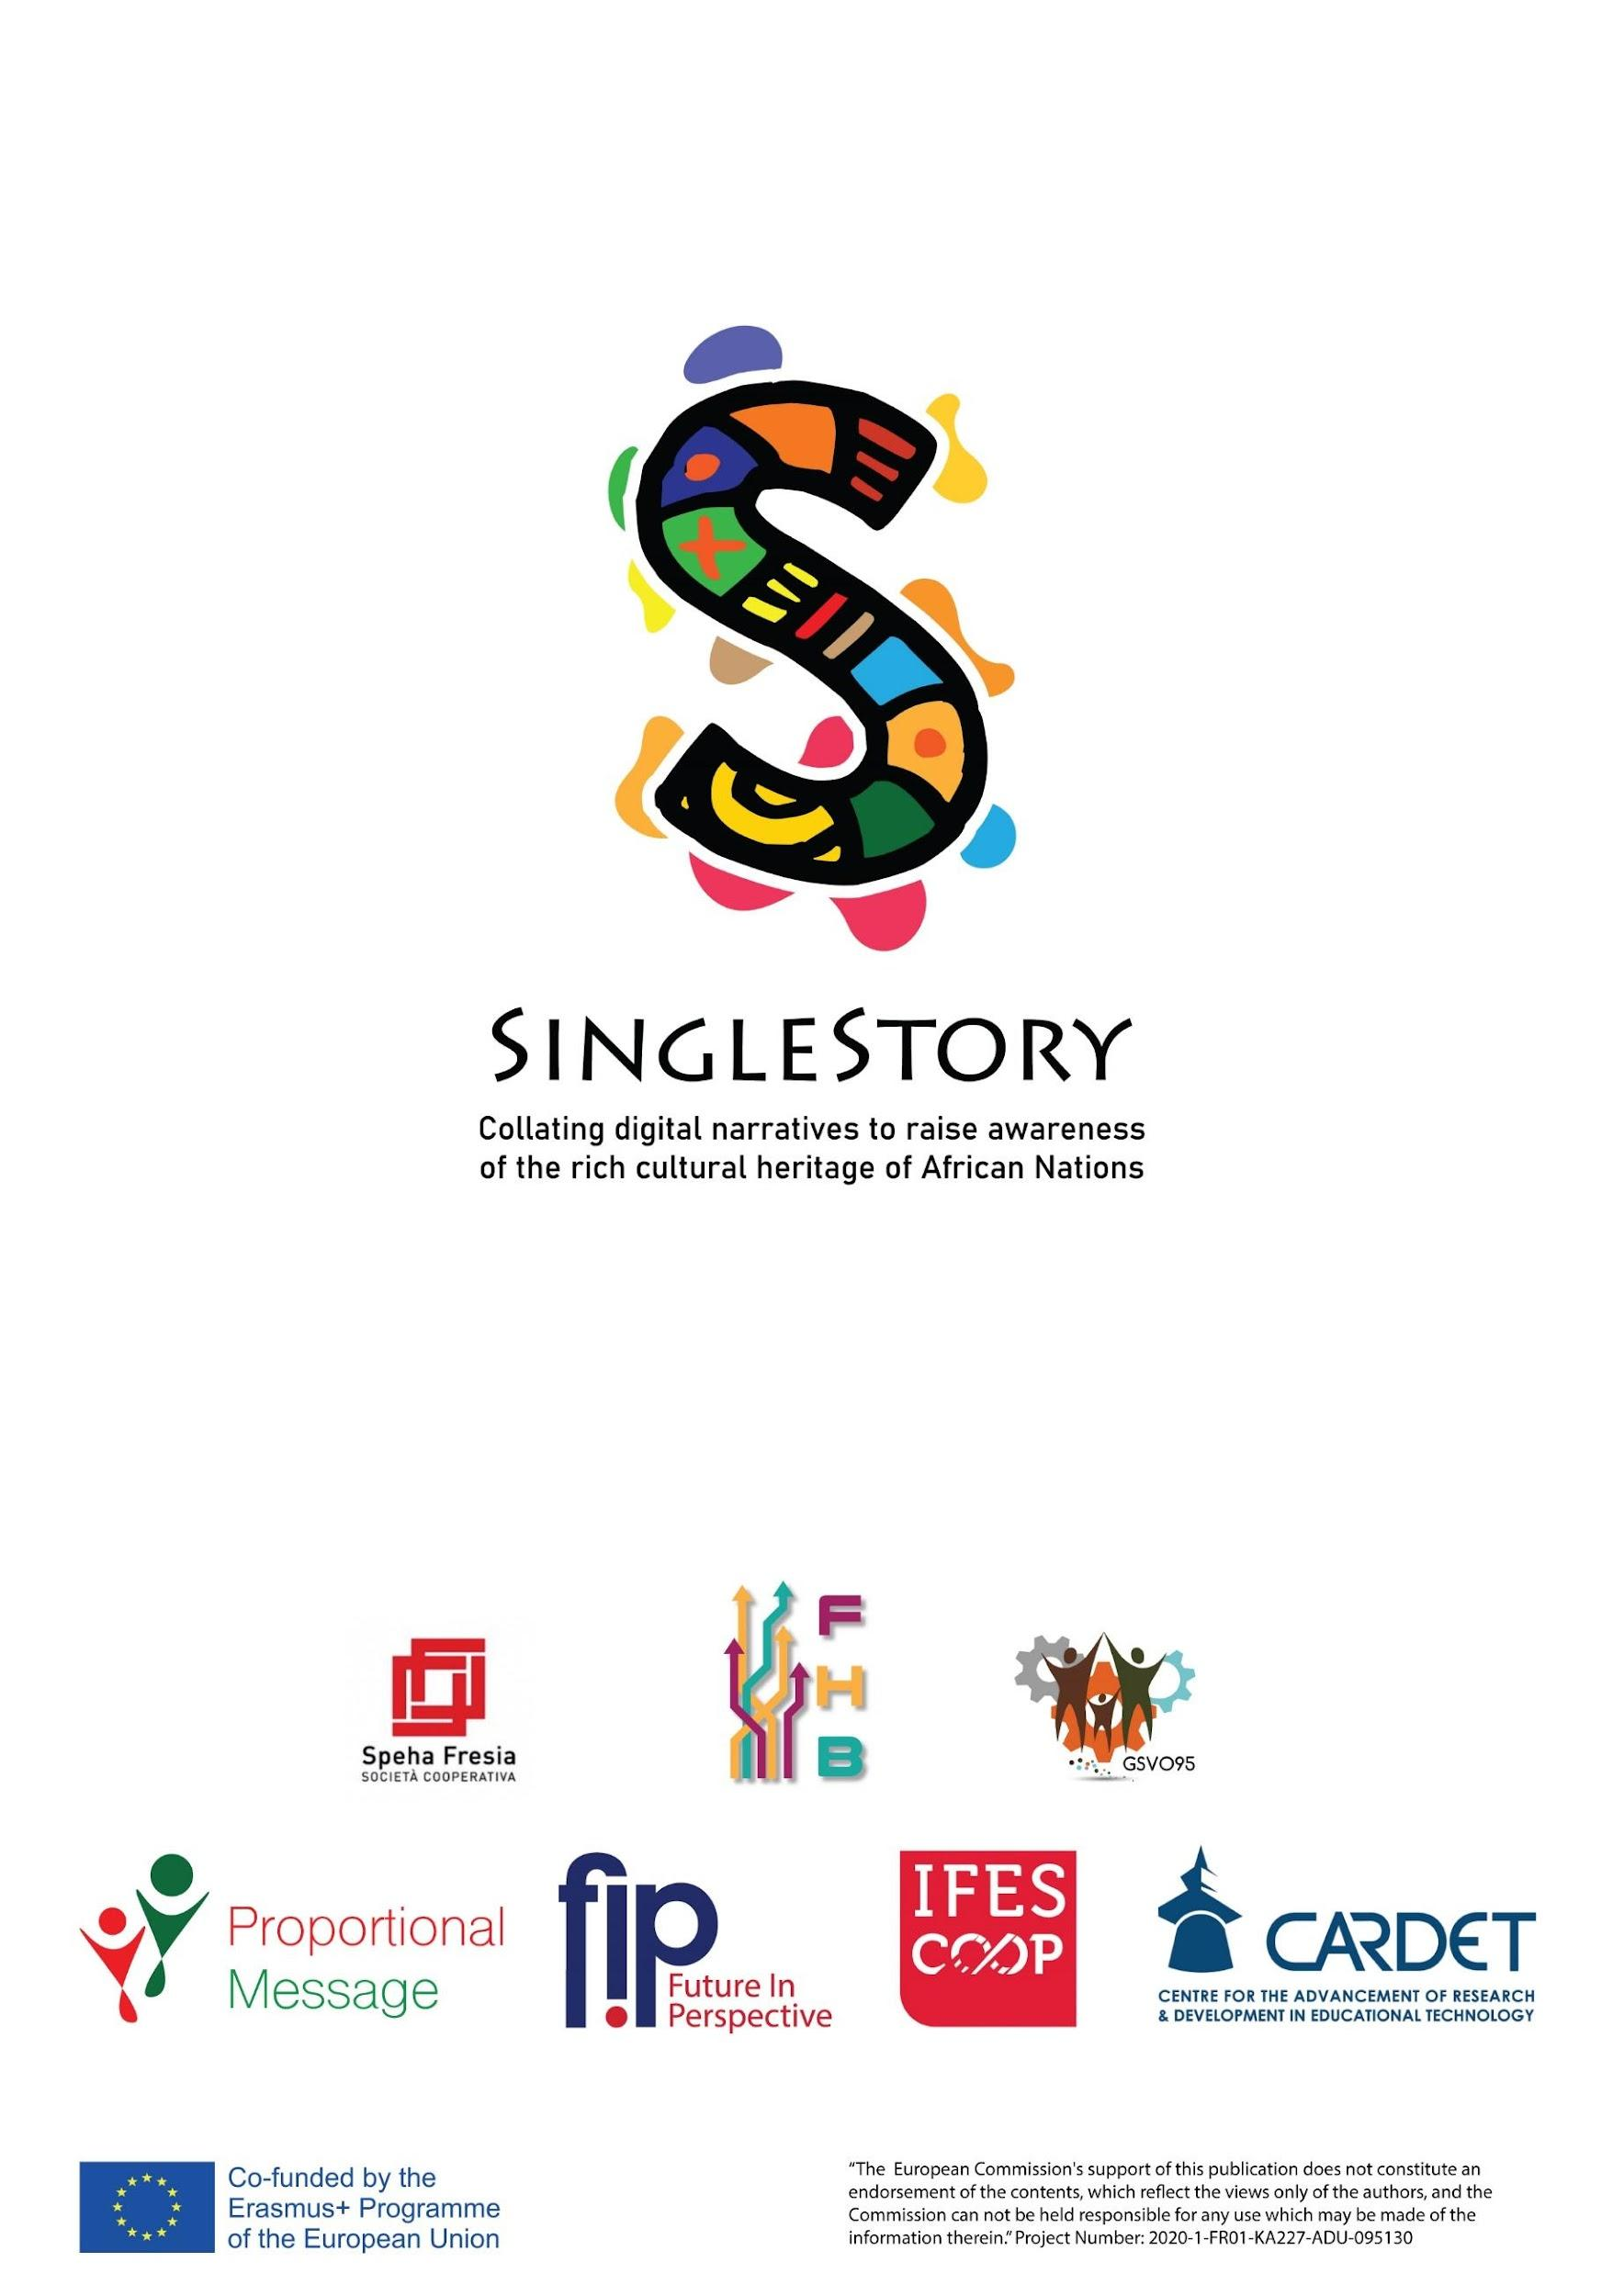 SINGLESTORY
Collating digital narratives to raise awareness
of the rich cultural heritage of African Nations
Speha Fresia
SOCIETÀ COOPERATIVA
F
H
B
GSVO95
Proportional
Message
fip
Future In
Perspective
IFES
COOP
CARDET
CENTRE FOR THE ADVANCEMENT OF RESEARCH
& DEVELOPMENT IN EDUCATIONAL TECHNOLOGY
Co-funded by the
Erasmus+ Programme
of the European Union
"The European Commission's support of this publication does not constitute an
endorsement of the contents, which reflect the views only of the authors, and the
Commission can not be held responsible for any use which may be made of the
information therein." Project Number: 2020-1-FR01-KA227-ADU-095130